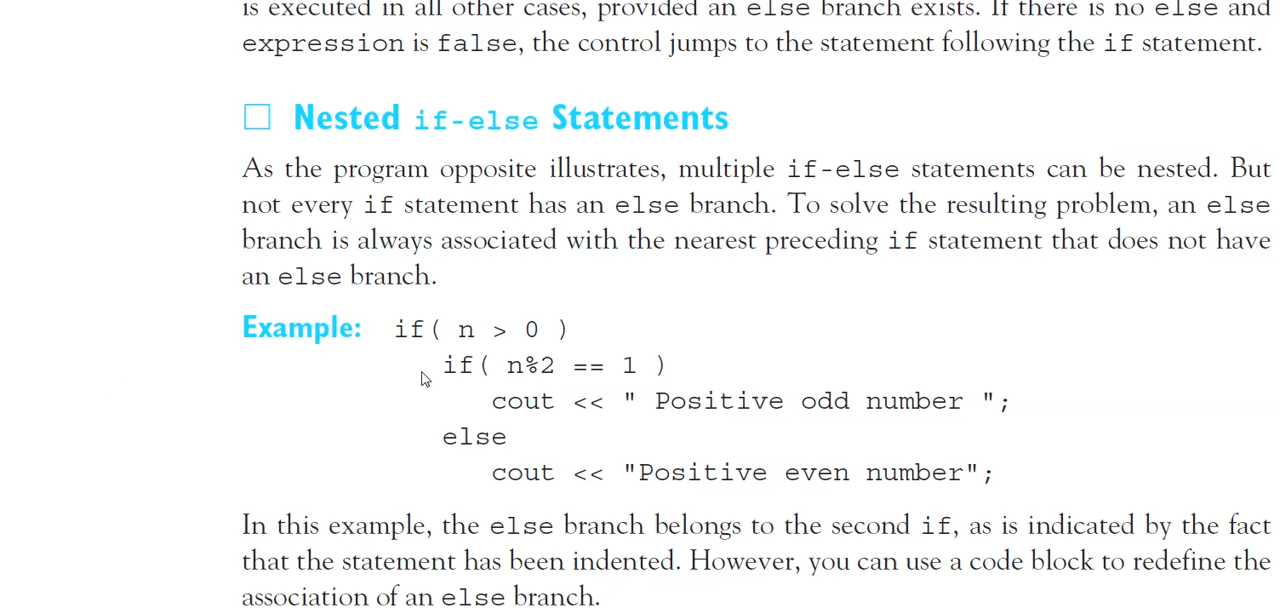 is executed in all other cases, provided an else branch exists. If there is no else and
expression is false, the control jumps to the statement following the if statement.
Nested if-else Statements
As the program opposite illustrates, multiple if-else statements can be nested. But
not every if statement has an else branch. To solve the resulting problem, an else
branch is always associated with the nearest preceding if statement that does not have
an else branch.
Example: if( n > 0 )
if( n%2 == 1 )
cout << " Positive odd number ";
else
cout << "Positive even number";
In this example, the else branch belongs to the second if, as is indicated by the fact
that the statement has been indented. However, you can use a code block to redefine the
association of an else branch.